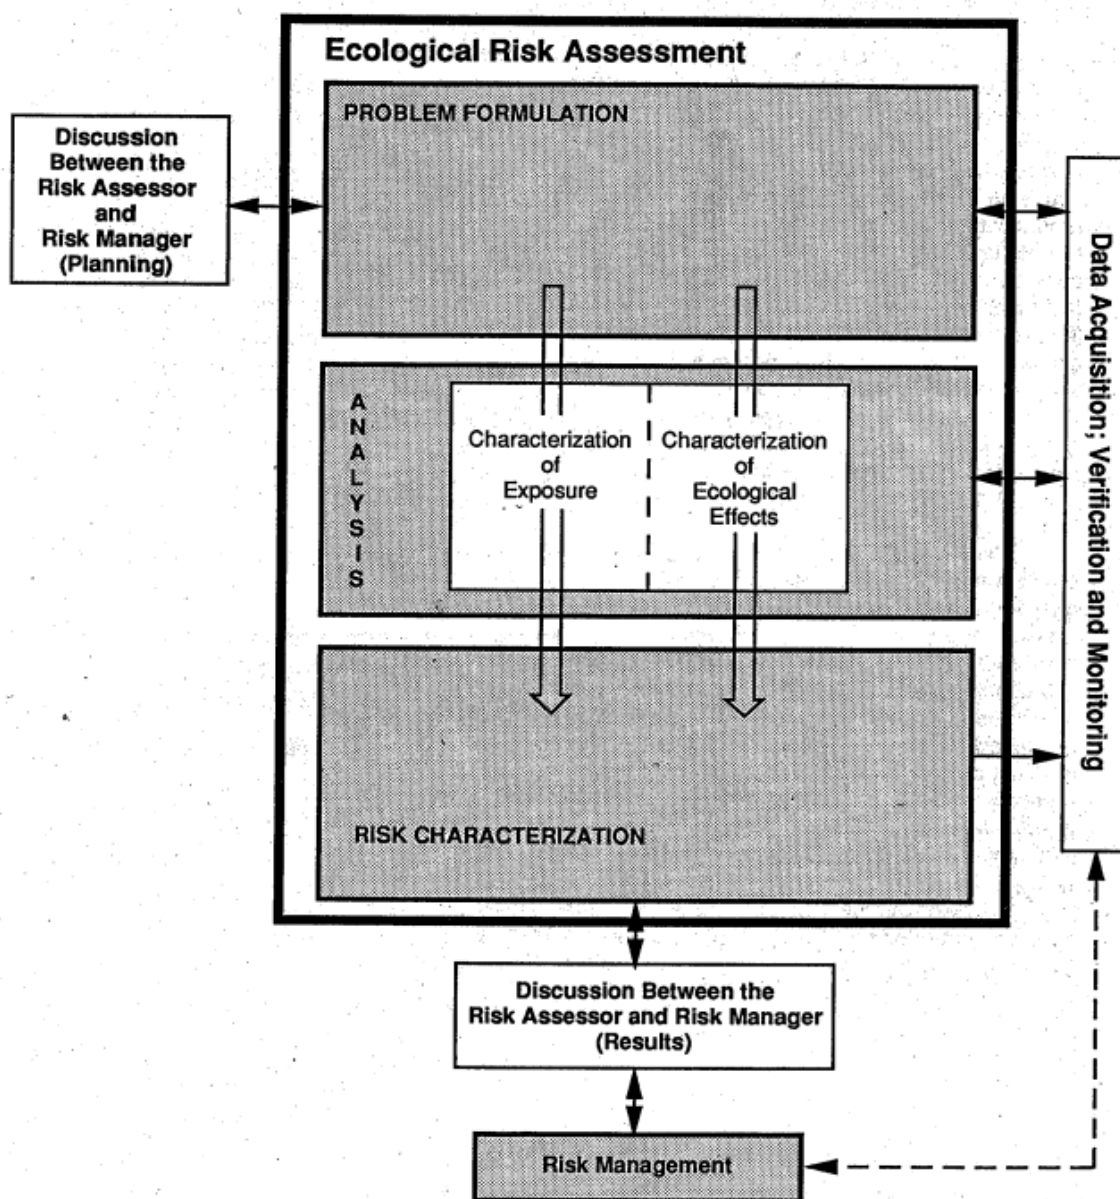 Ecological Risk Assessment
PROBLEM FORMULATION
Discussion
Between the
Risk Assessor
and
Risk Manager
(Planning)
ANALYSIS
Characterization
of
Exposure
Characterization
of
Ecological
Effects
Data Acquisition; Verification and Monitoring
RISK CHARACTERIZATION
Discussion Between the
Risk Assessor and Risk Manager
(Results)
Risk Management